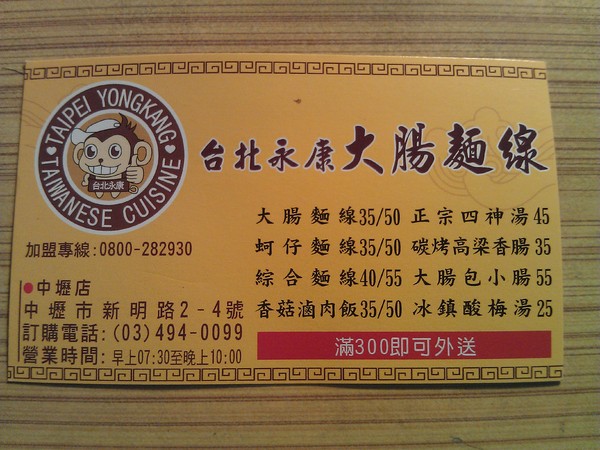 TAIPEI YONGKANG
TAIWANESE CUISINE
台北永康
台北永康大腸麵線
大腸麵線35/50 正宗四神湯45
蚵仔麵線35/50 碳烤高粱香腸35
綜合麵線40/55 大腸包小腸55
香菇滷肉飯35/50 冰鎮酸梅湯25
滿300即可外送
加盟專線:0800-282930
中壢店
中壢市新明路2-4號
訂購電話:(03)494-0099
營業時間:早上07:30至晚上10:00